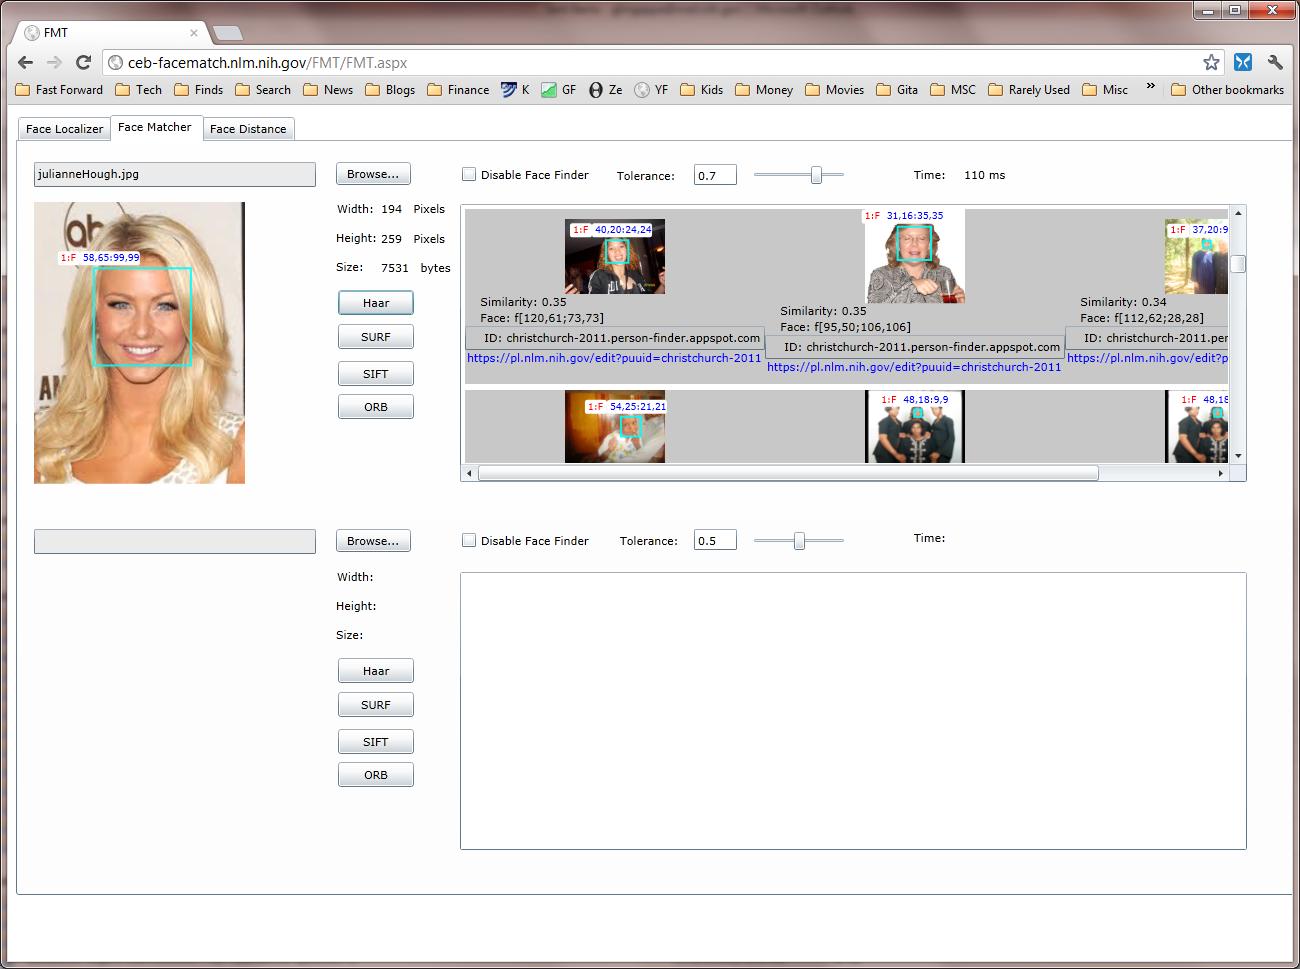 FMT
ceb-facematch.nlm.nih.gov/FMT/FMT.aspx
Fast Forward Tech Finds Search News Blogs Finance K GF Ze YF Kids Money Movies Gita MSC Rarely Used Misc » Other bookmarks
Face Localizer Face Matcher Face Distance
julianneHough.jpg Browse... Disable Face Finder Tolerance: 0.7 Time: 110 ms
Width: 194 Pixels
Height: 259 Pixels
Size: 7531 bytes
Haar
SURF
SIFT
ORB
abc
1:F 58,65:99,99
1:F 40,20:24,24
Similarity: 0.35
Face: f[120,61;73,73]
ID: christchurch-2011.person-finder.appspot.com
https://pl.nlm.nih.gov/edit?puuid=christchurch-2011
1:F 31,16:35,35
Similarity: 0.35
Face: f[95,50;106,106]
ID: christchurch-2011.person-finder.appspot.com
https://pl.nlm.nih.gov/edit?puuid=christchurch-2011
1:F 37,20:9
Similarity: 0.34
Face: f[112,62;28,28]
ID: christchurch-2011.per
https://pl.nlm.nih.gov/edit?p
1:F 54,25:21,21
1:F 48,18:9,9
1:F 48,18
Browse... Disable Face Finder Tolerance: 0.5 Time:
Width:
Height:
Size:
Haar
SURF
SIFT
ORB